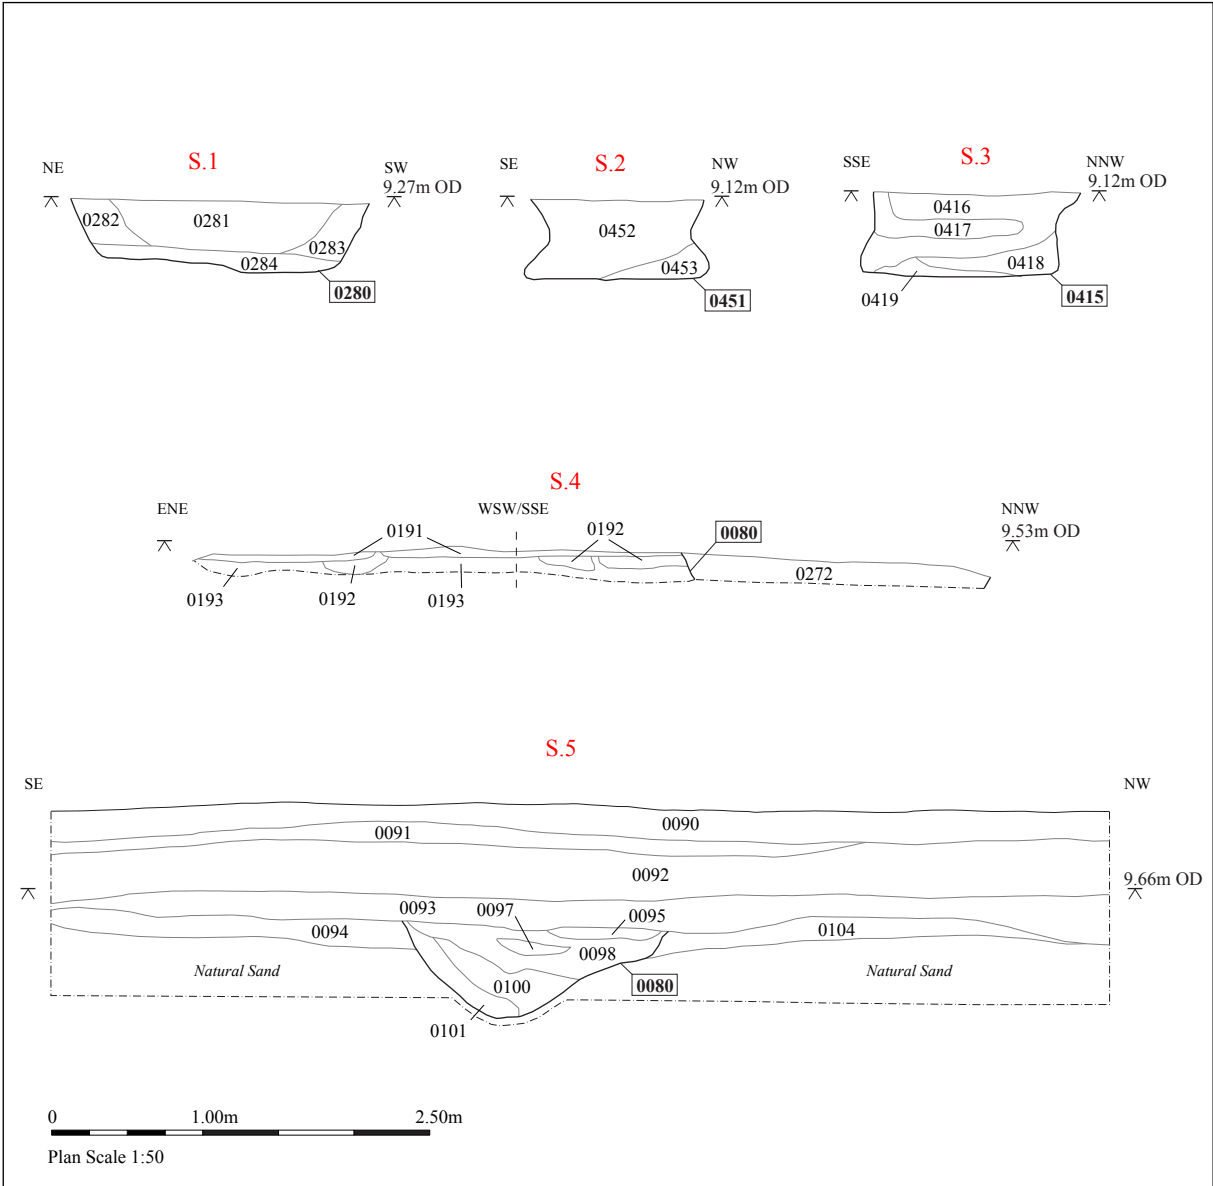 S.1
NE
SW
9.27m OD
0282
0281
0283
0284
0280
S.2
SE
NW
9.12m OD
0452
0453
0451
S.3
SSE
NNW
9.12m OD
0416
0417
0418
0419
0415
S.4
ENE
WSW/SSE
NNW
9.53m OD
0191
0192
0080
0272
0193
0192
0193
S.5
SE
NW
0090
0091
0092
9.66m OD
0093
0097
0095
0094
0098
0104
Natural Sand
Natural Sand
0100
0080
0101
0 1.00m 2.50m
Plan Scale 1:50